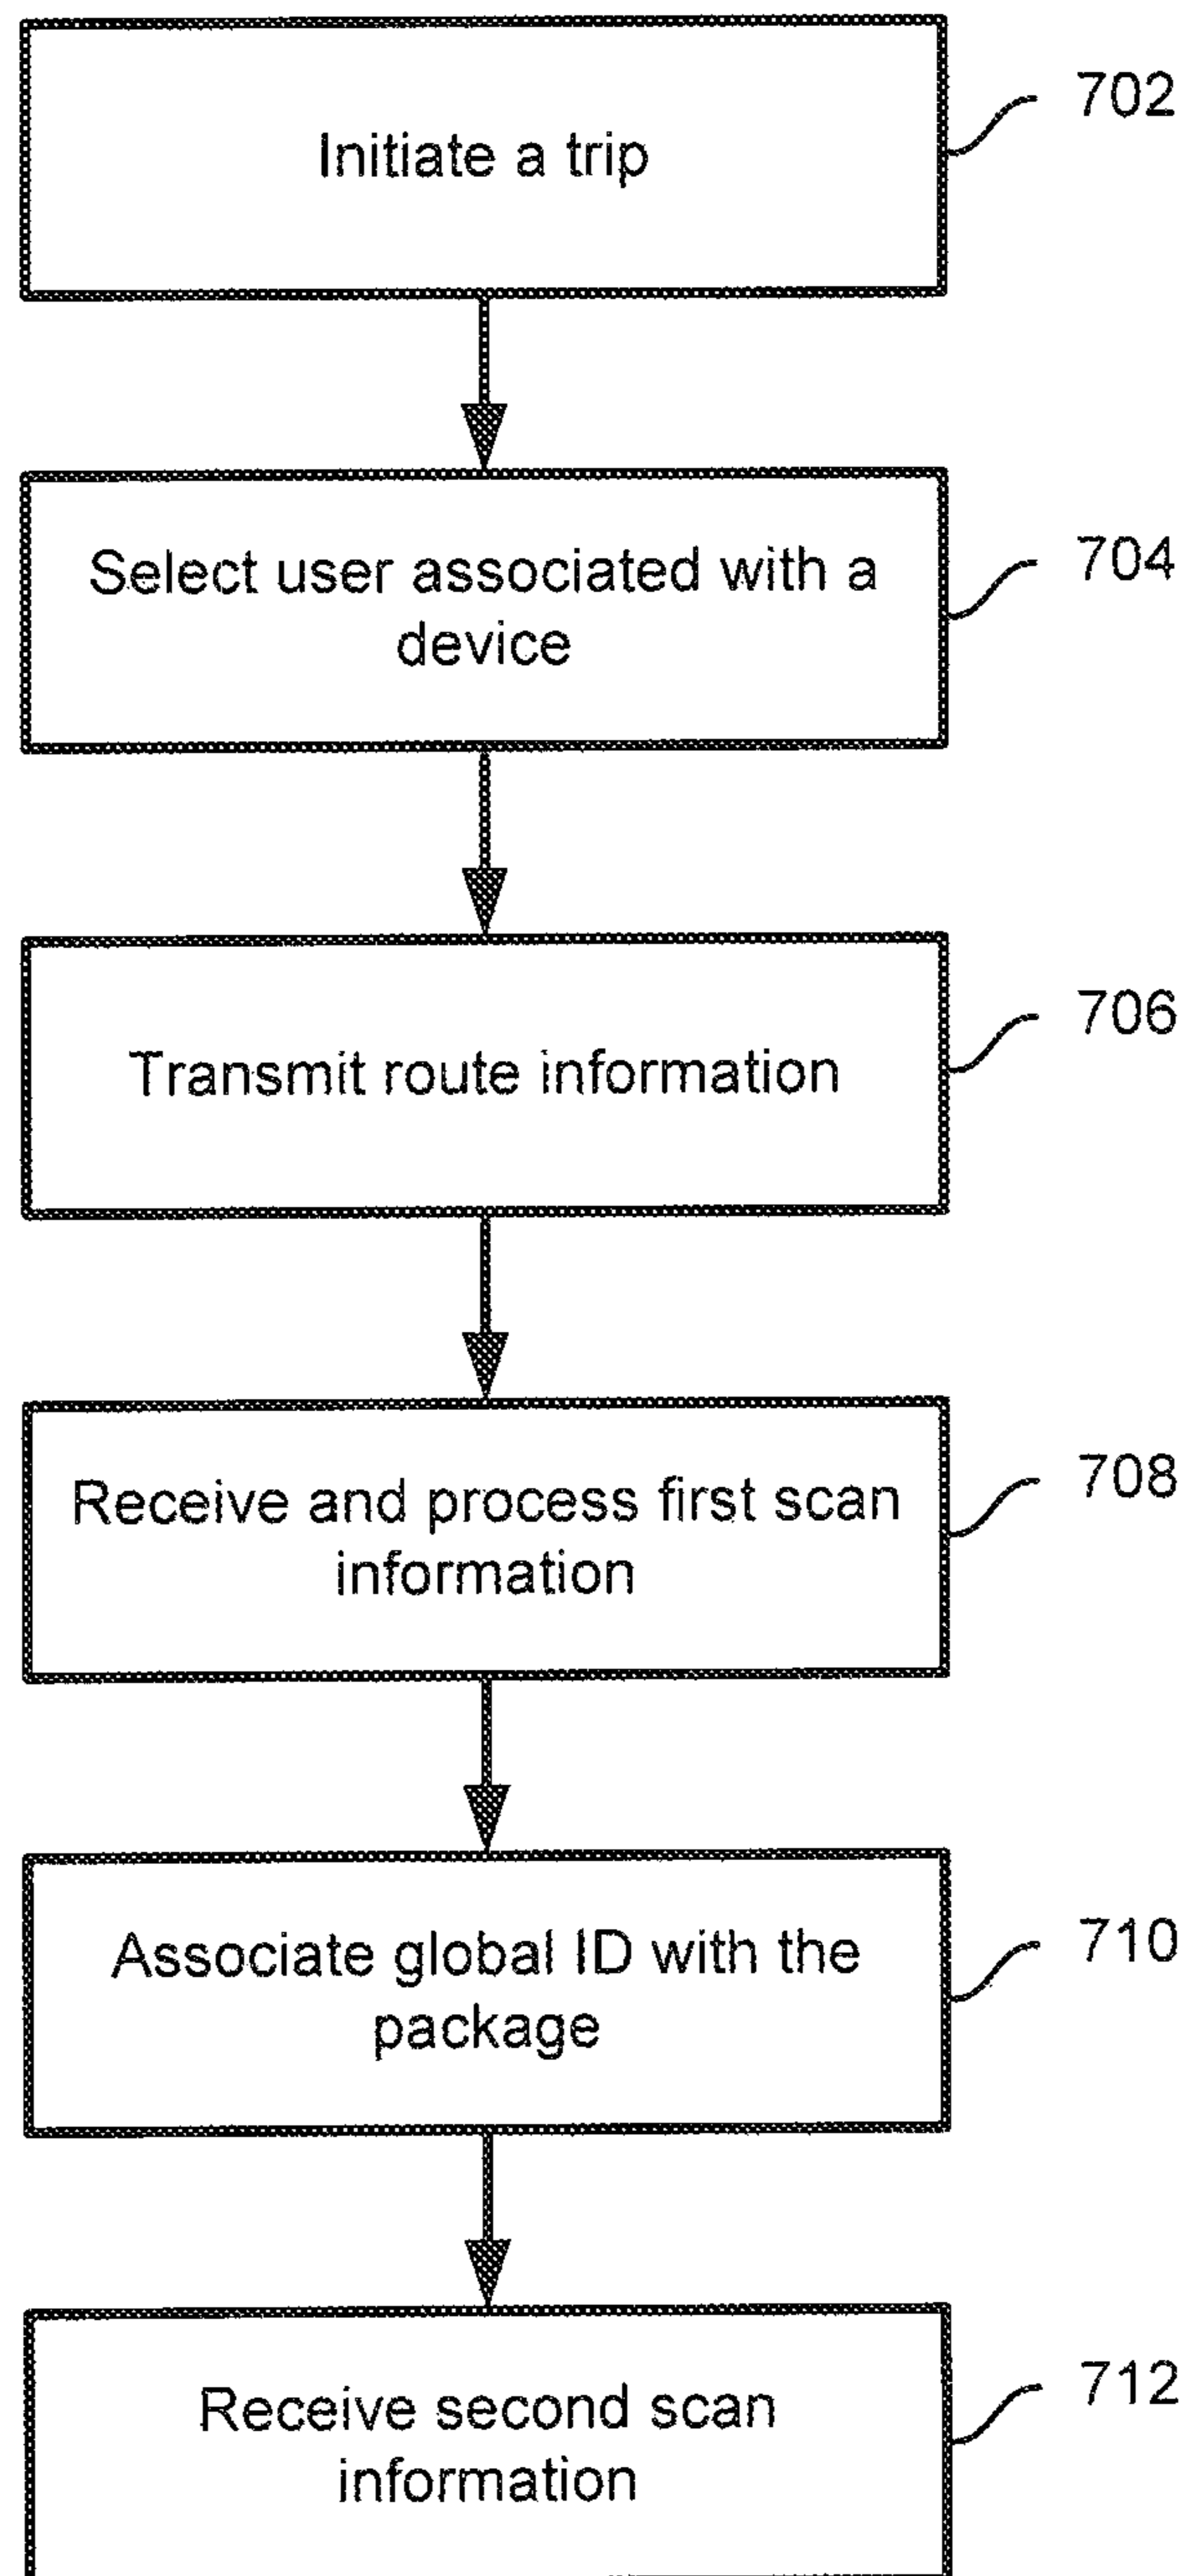 Initiate a trip
702
Select user associated with a
device
704
Transmit route information
706
Receive and process first scan
information
708
Associate global ID with the
package
710
Receive second scan
information
712